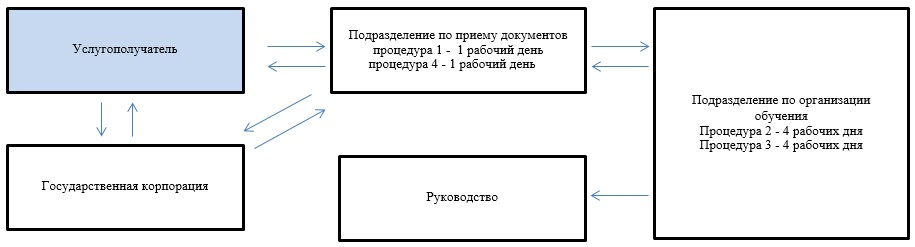 Услугополучатель
Подразделение по приему документов
процедура 1 - 1 рабочий день
процедура 4 - 1 рабочий день
Подразделение по организации
обучения
Процедура 2 - 4 рабочих дня
Процедура 3 - 4 рабочих дня
Государственная корпорация
Руководство